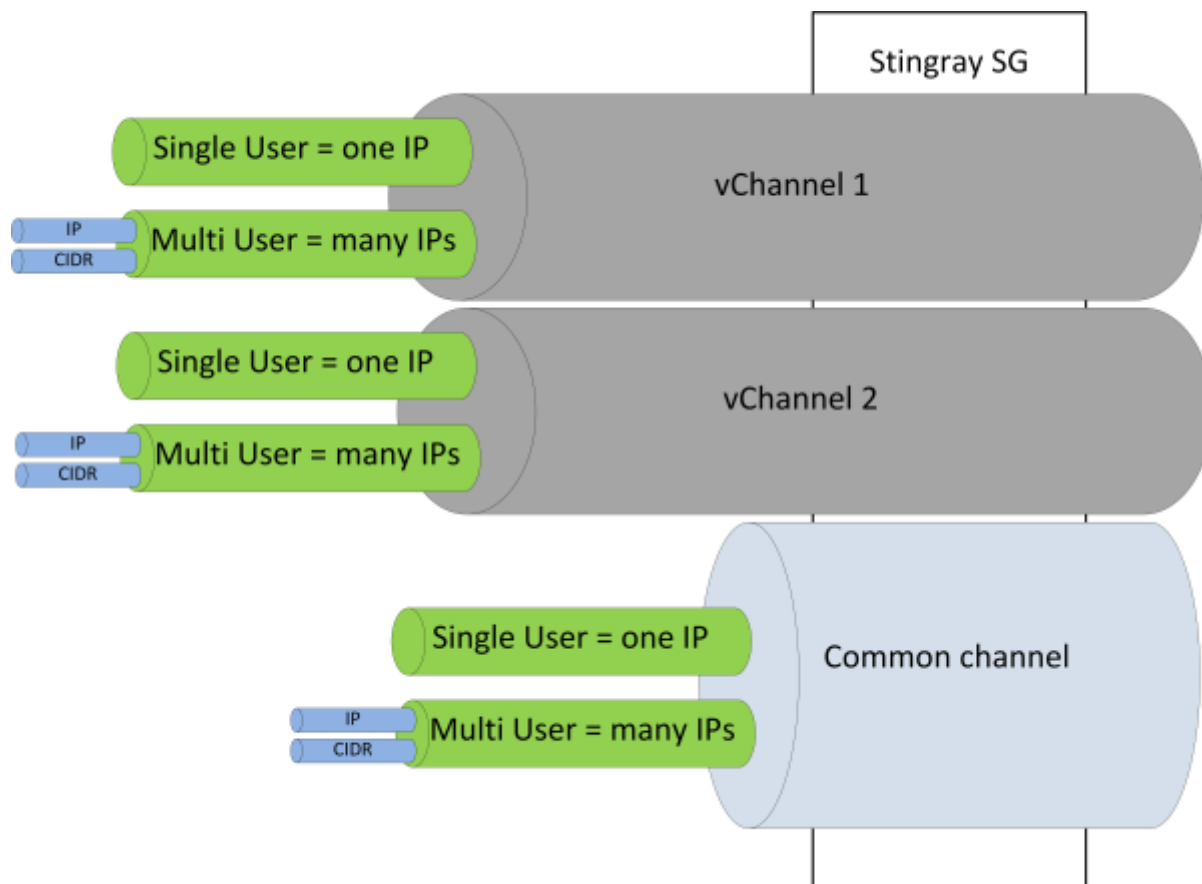 Stingray SG
Single User = one IP
vChannel 1
IP
Multi User = many IPs
CIDR
Single User = one IP
vChannel 2
IP
Multi User = many IPs
CIDR
Single User = one IP
Common channel
IP
Multi User = many IPs
CIDR